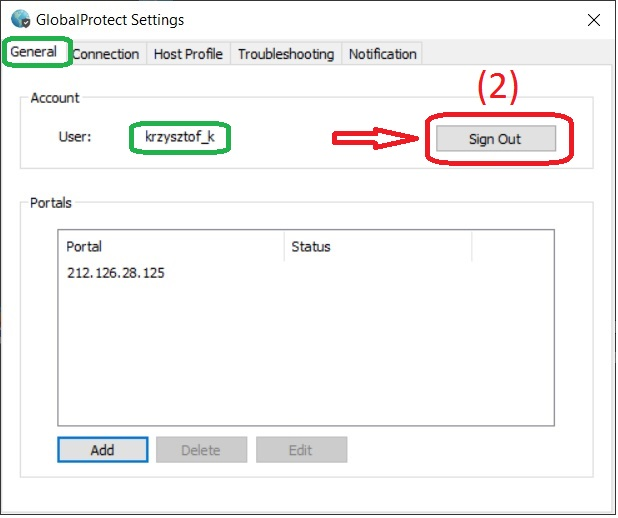 GlobalProtect Settings
General Connection Host Profile Troubleshooting Notification
(2)
Account
User: krzysztof_k Sign Out
Portals
Portal Status
212.126.28.125
Add Delete Edit